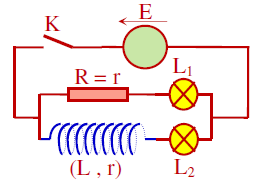 K E
R = r L₁
(L , r) L₂